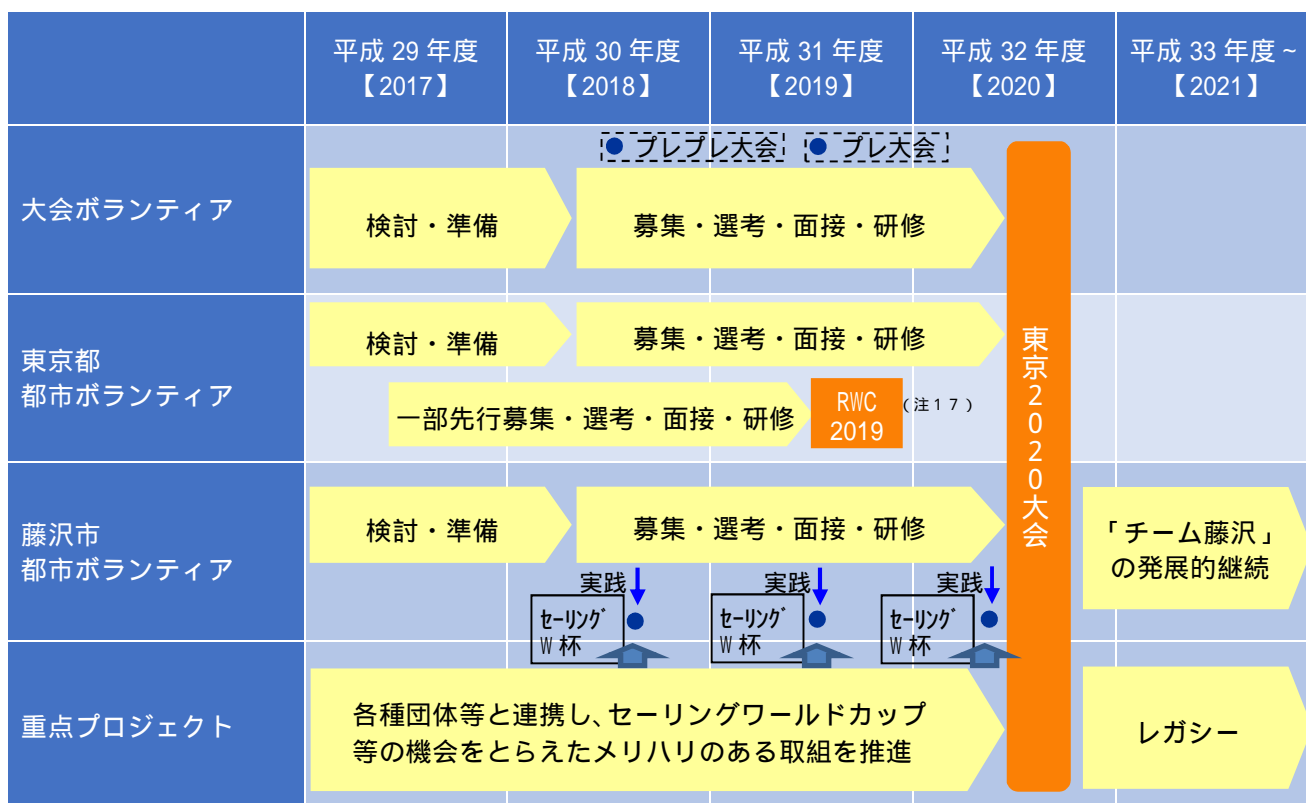 平成 29 年度
【2017】
平成 30 年度
【2018】
平成 31 年度
【2019】
平成 32 年度
【2020】
平成 33 年度~
【2021】
大会ボランティア
● プレプレ大会
● プレ大会
検討・準備
募集・選考・面接・研修
東京都
都市ボランティア
検討・準備
募集・選考・面接・研修
一部先行募集・選考・面接・研修
RWC
2019
(注17)
東京2020大会
藤沢市
都市ボランティア
検討・準備
募集・選考・面接・研修
「チーム藤沢」
の発展的継続
実践
実践
実践
ｾｰﾘﾝｸﾞ
W 杯
ｾｰﾘﾝｸﾞ
W 杯
ｾｰﾘﾝｸﾞ
W 杯
重点プロジェクト
各種団体等と連携し、セーリングワールドカップ
等の機会をとらえたメリハリのある取組を推進
レガシー